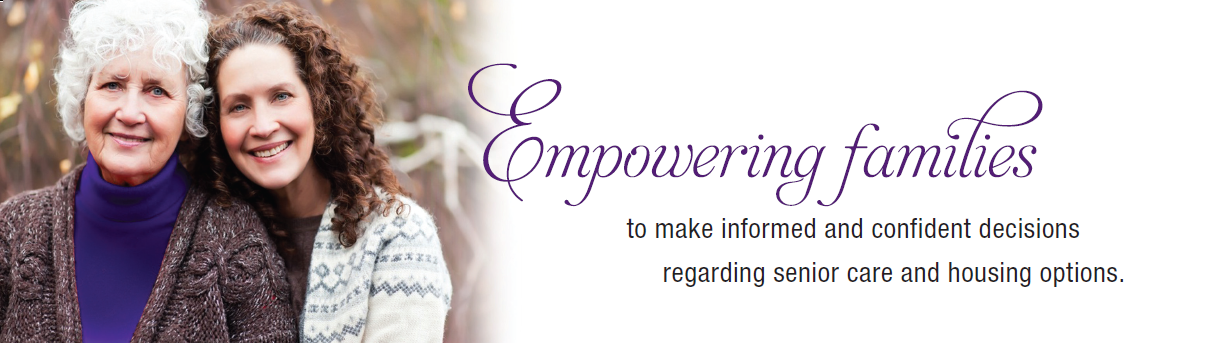 Empowering families
to make informed and confident decisions
regarding senior care and housing options.